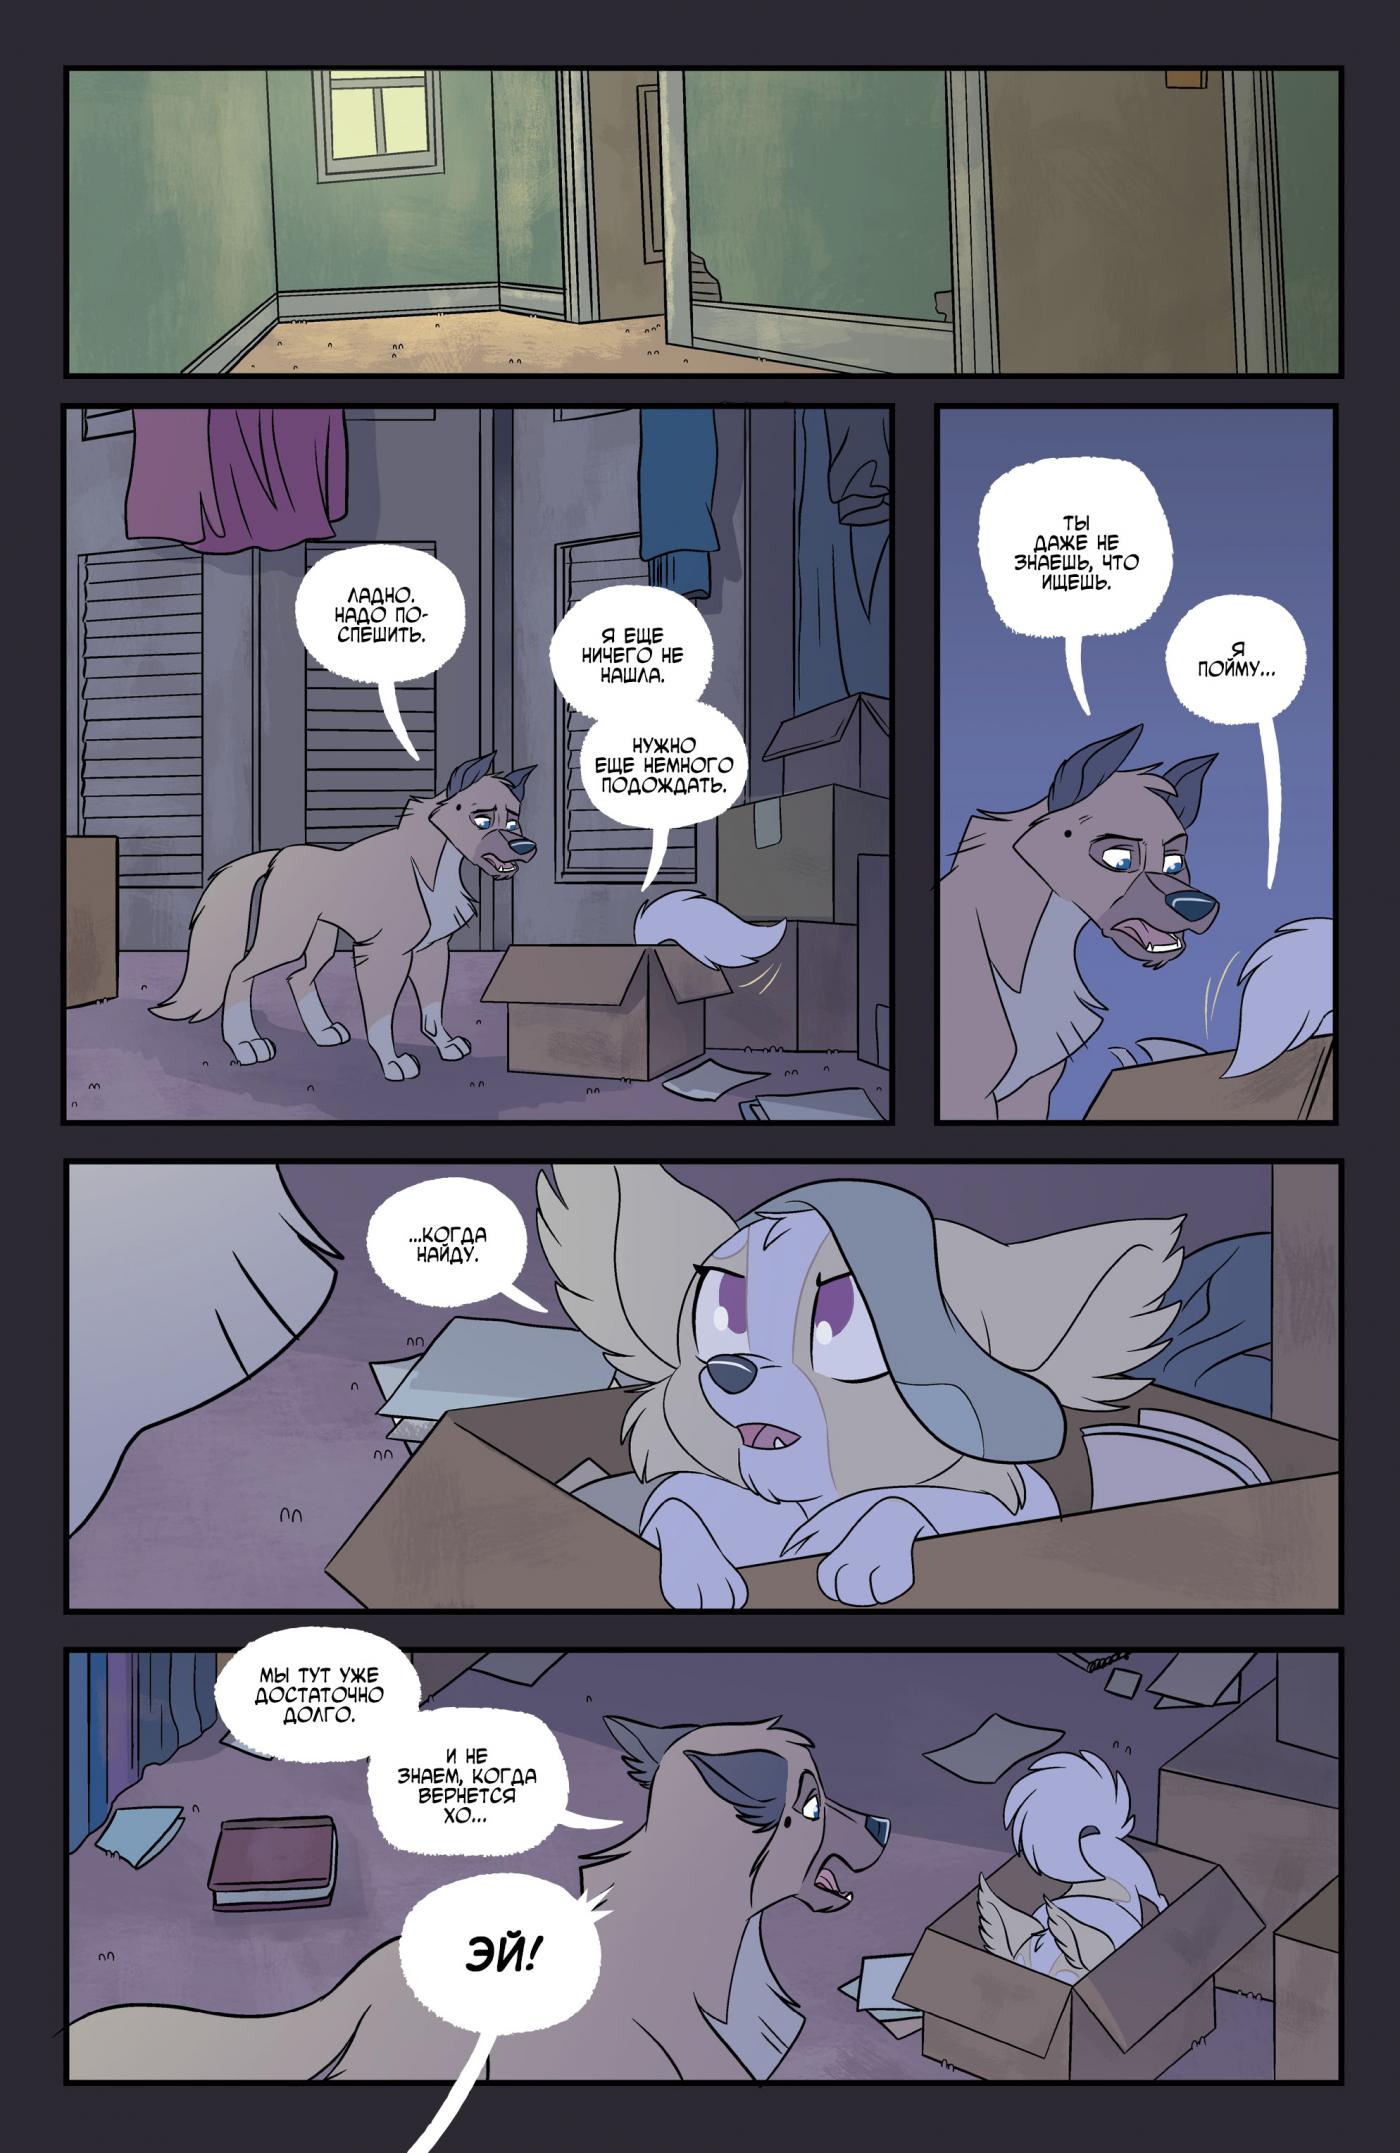 ЛАДНО.
НАДО ПО-
СПЕШИТЬ.
Я ЕЩЕ
НИЧЕГО НЕ
НАШЛА.
НУЖНО
ЕЩЕ НЕМНОГО
ПОДОЖДАТЬ.
ТЫ
ДАЖЕ НЕ
ЗНАЕШЬ, ЧТО
ИЩЕШЬ.
Я
ПОЙМУ...
...КОГДА
НАЙДУ.
МЫ ТУТ УЖЕ
ДОСТАТОЧНО
ДОЛГО.
И НЕ
ЗНАЕМ, КОГДА
ВЕРНЕТСЯ
ХО...
ЭЙ!